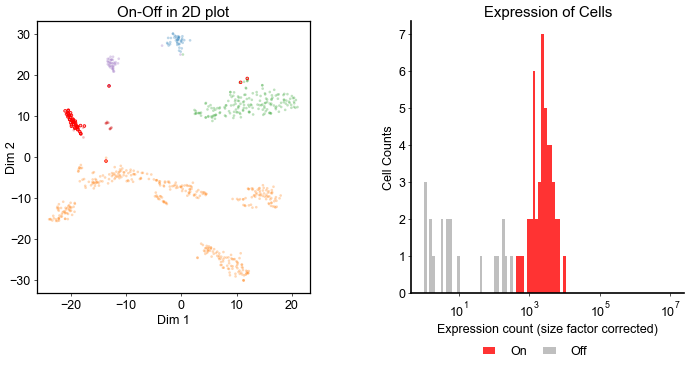 On-Off in 2D plot
30
20
10
0
−10
−20
−30
Dim 2
−20 −10 0 10 20
Dim 1
Expression of Cells
7
6
5
4
3
2
1
0
Cell Counts
10^1 10^3 10^5 10^7
Expression count (size factor corrected)
On Off